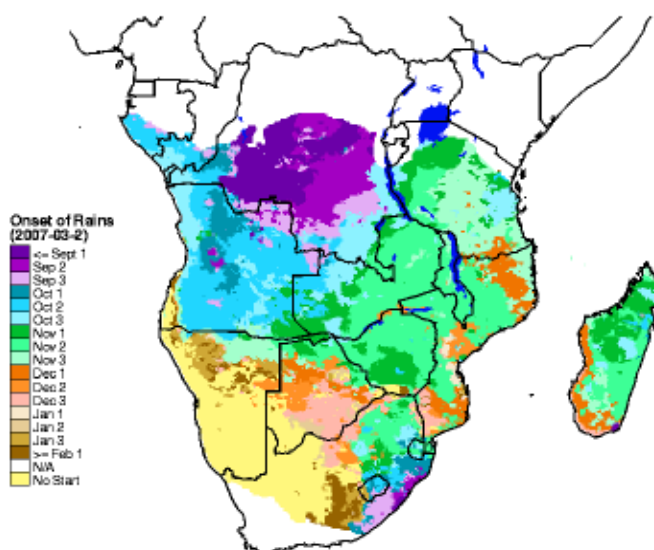 Onset of Rains
(2007-03-2)
<= Sept 1
Sep 2
Sep 3
Oct 1
Oct 2
Oct 3
Nov 1
Nov 2
Nov 3
Dec 1
Dec 2
Dec 3
Jan 1
Jan 2
Jan 3
>= Feb 1
N/A
No Start